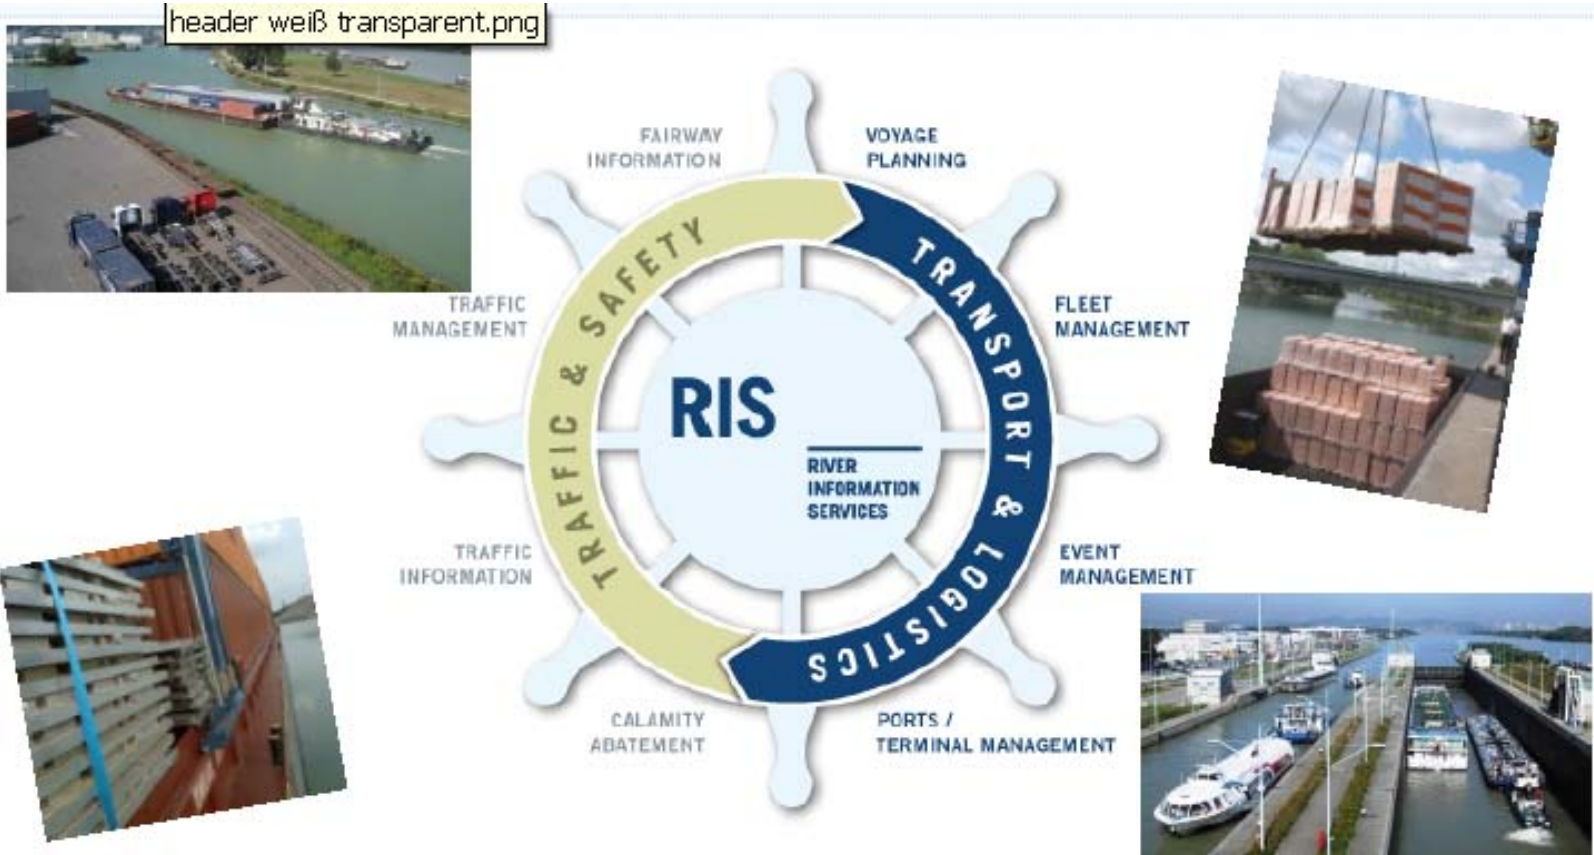 header weiß transparent.png
FAIRWAY
INFORMATION
VOYAGE
PLANNING
TRAFFIC
MANAGEMENT
FLEET
MANAGEMENT
TRAFFIC & SAFETY
TRANSPORT & LOGISTICS
RIS
RIVER
INFORMATION
SERVICES
TRAFFIC
INFORMATION
EVENT
MANAGEMENT
CALAMITY
ABATEMENT
PORTS /
TERMINAL MANAGEMENT